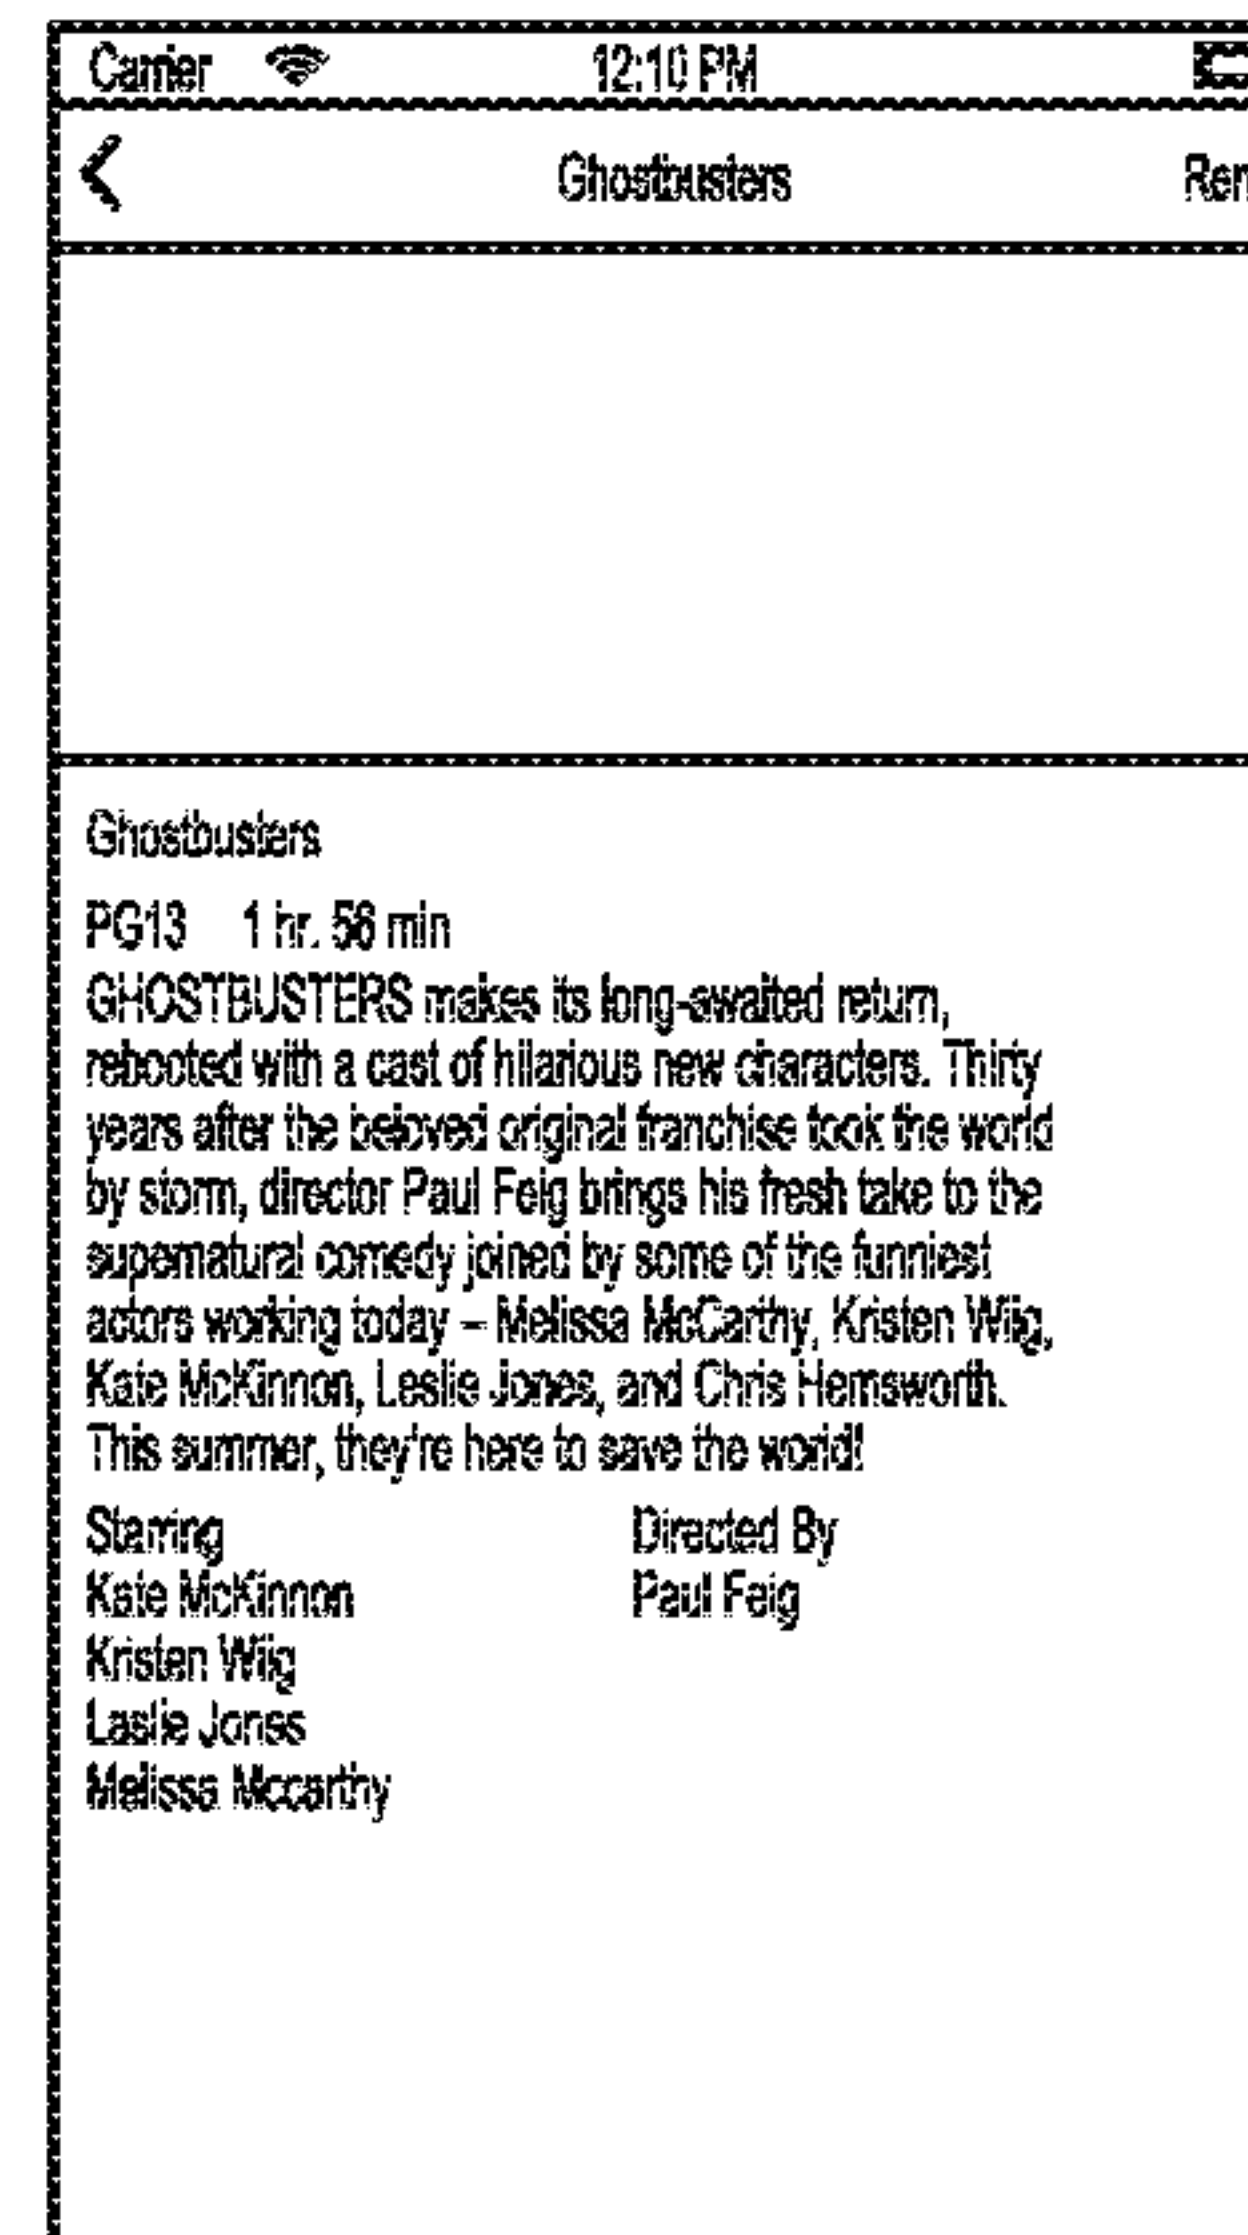 Carrier 12:10 PM
Ghostbusters
Ghostbusters
PG13 1 hr. 56 min
GHOSTBUSTERS makes its long-awaited return,
rebooted with a cast of hilarious new characters. Thirty
years after the beloved original franchise took the world
by storm, director Paul Feig brings his fresh take to the
supernatural comedy joined by some of the funniest
actors working today – Melissa McCarthy, Kristen Wiig,
Kate McKinnon, Leslie Jones, and Chris Hemsworth.
This summer, they're here to save the world!
Starring Directed By
Kate McKinnon Paul Feig
Kristen Wiig
Leslie Jones
Melissa Mccarthy